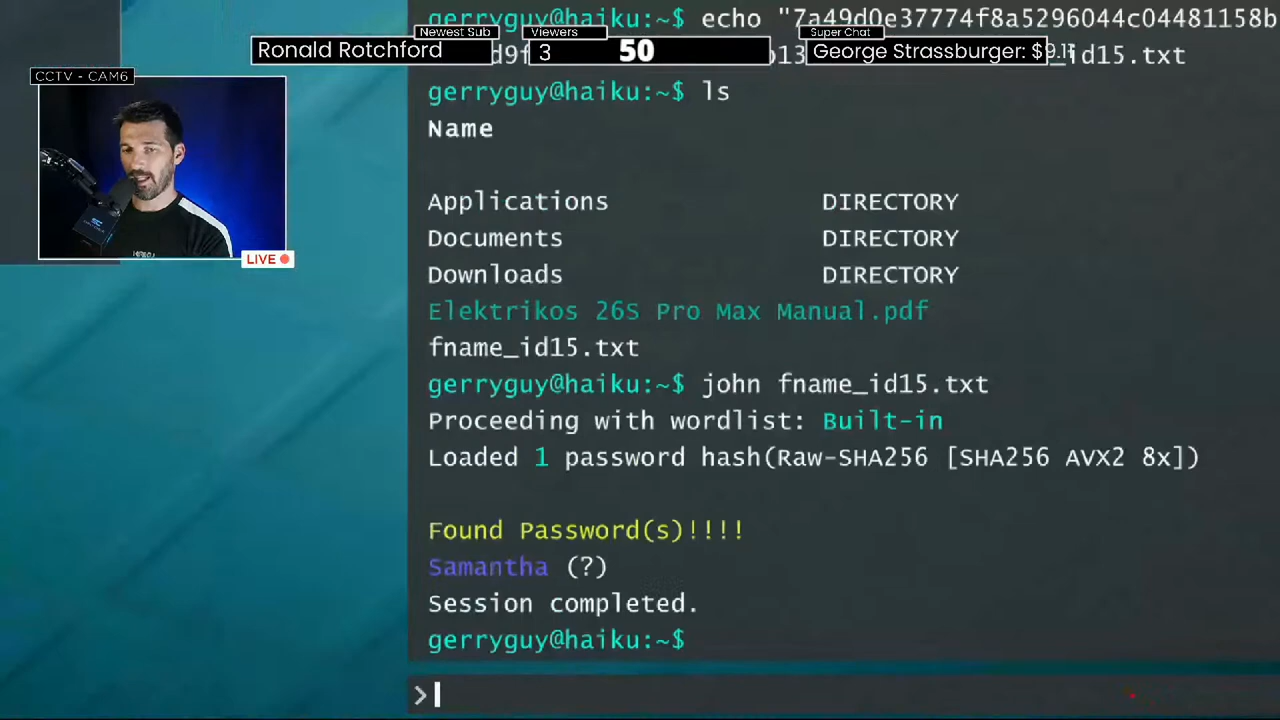 gerryguy@haiku:~$ echo "7a49d0e37774f8a5296044c04481158b
Newest Sub
Viewers
Super Chat
Ronald Rotchford
3
50
George Strassburger: $9.11
_id15.txt
CCTV - CAM6
LIVE
gerryguy@haiku:~$ ls
Name
Applications DIRECTORY
Documents DIRECTORY
Downloads DIRECTORY
Elektrikos 26S Pro Max Manual.pdf
fname_id15.txt
gerryguy@haiku:~$ john fname_id15.txt
Proceeding with wordlist: Built-in
Loaded 1 password hash(Raw-SHA256 [SHA256 AVX2 8x])
Found Password(s)!!!!
Samantha (?)
Session completed.
gerryguy@haiku:~$
>